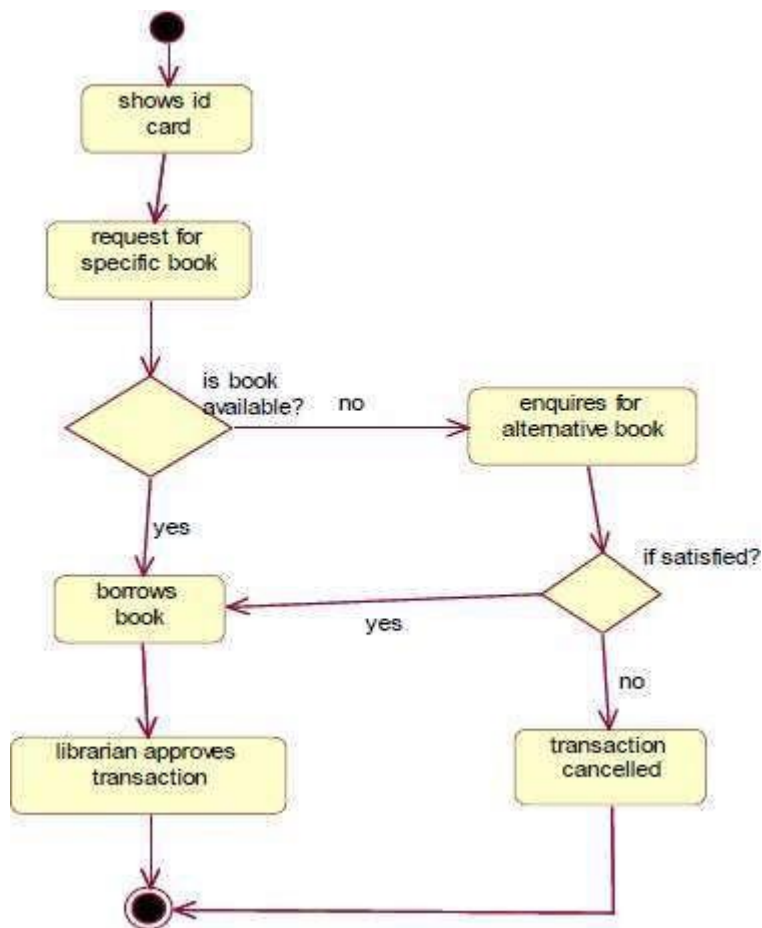 shows id
card
request for
specific book
is book
available?
no
enquires for
alternative book
yes
if satisfied?
borrows
book
yes
no
librarian approves
transaction
transaction
cancelled